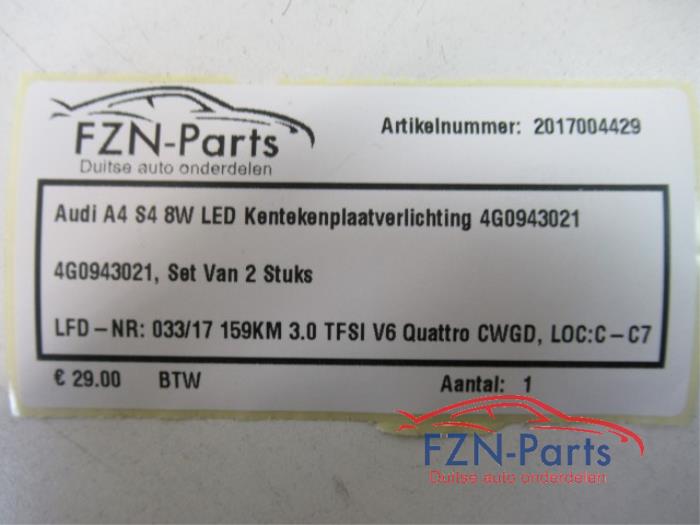 FZN-Parts
Duitse auto onderdelen
Artikelnummer: 2017004429
Audi A4 S4 8W LED Kentekenplaatverlichting 4G0943021
4G0943021, Set Van 2 Stuks
LFD-NR: 033/17 159KM 3.0 TFSI V6 Quattro CWGD, LOC:C-C7
€ 29.00 BTW Aantal: 1
FZN-Parts
Duitse auto onderdelen